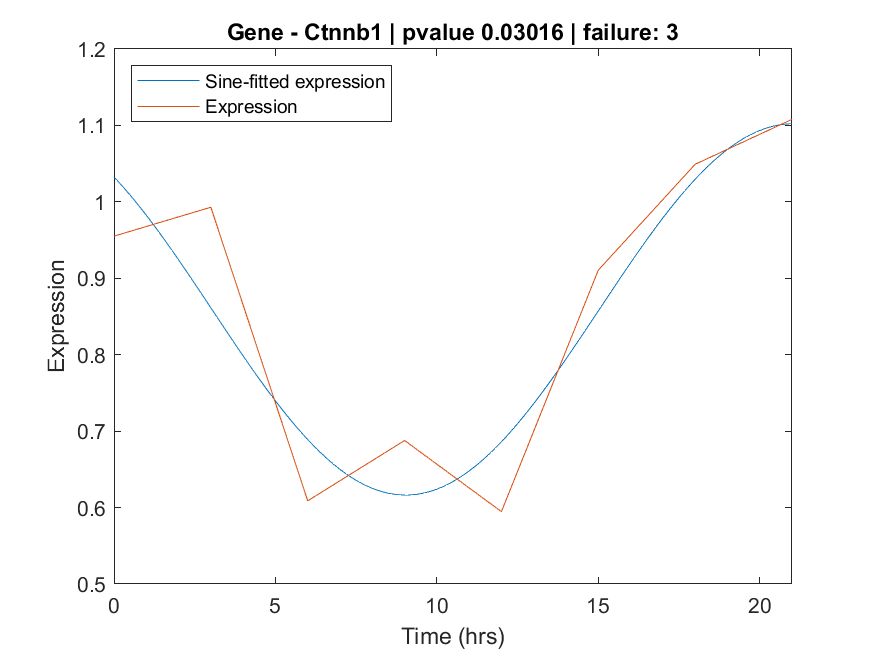 Gene - Ctnnb1 | pvalue 0.03016 | failure: 3
Sine-fitted expression
Expression
1.2
1.1
1
0.9
0.8
0.7
0.6
0.5
Expression
0
5
10
15
20
Time (hrs)